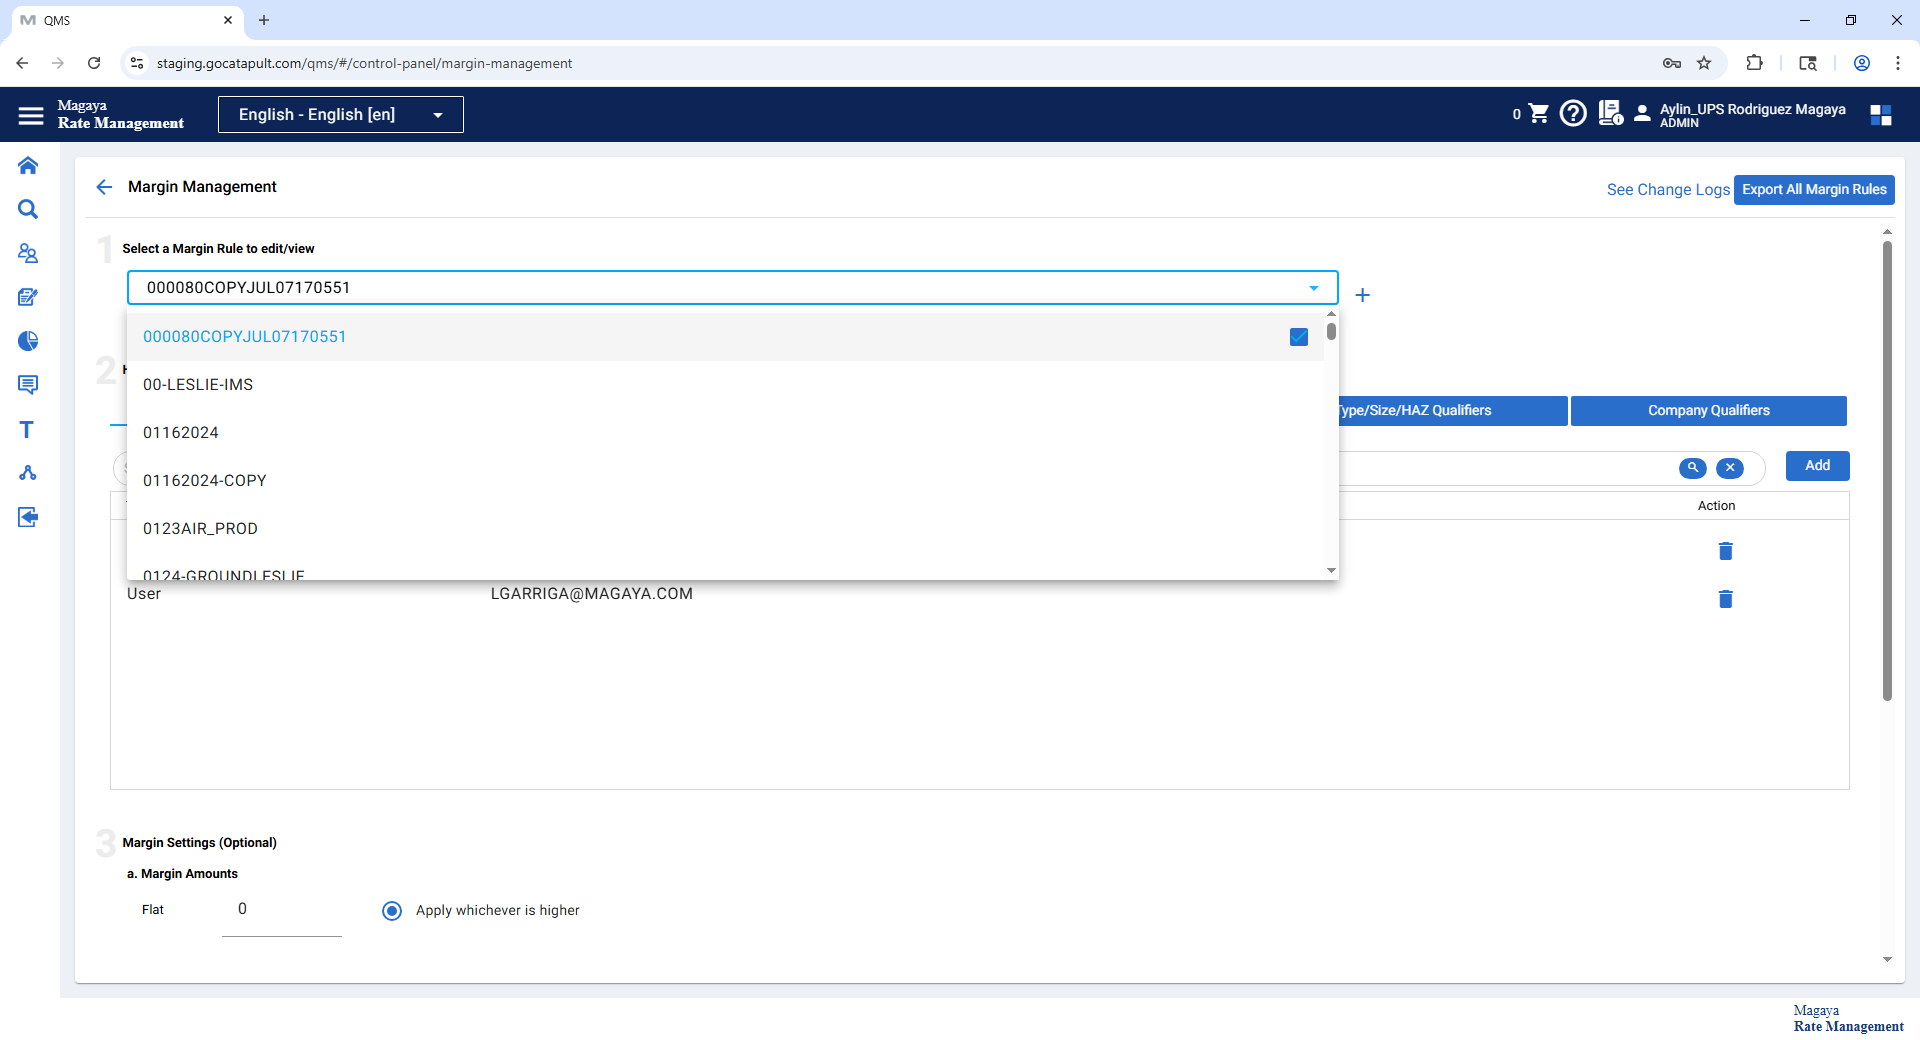 QMS
staging.gocatapult.com/qms/#/control-panel/margin-management
Magaya
Rate Management
English - English [en]
0
Aylin_UPS Rodriguez Magaya
ADMIN
Margin Management
See Change Logs
Export All Margin Rules
1
Select a Margin Rule to edit/view
000080COPYJUL07170551
000080COPYJUL07170551
00-LESLIE-IMS
01162024
01162024-COPY
0123AIR_PROD
0124-GROUNDLESLIE
2
Type/Size/HAZ Qualifiers
Company Qualifiers
Add
Action
User
LGARRIGA@MAGAYA.COM
3
Margin Settings (Optional)
a. Margin Amounts
Flat
0
Apply whichever is higher
Magaya
Rate Management